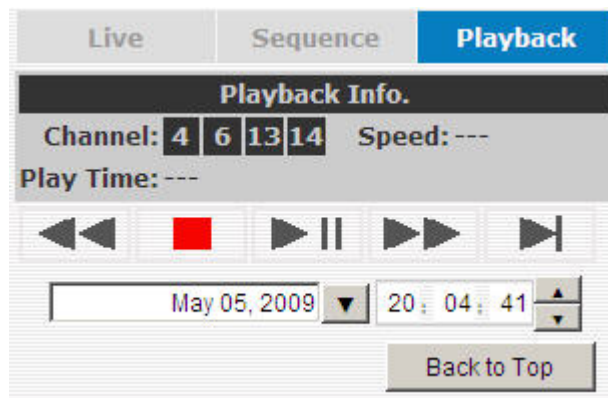 Live Sequence Playback
Playback Info.
Channel: 4 6 13 14 Speed: ---
Play Time: ---
May 05, 2009 20 : 04 : 41
Back to Top